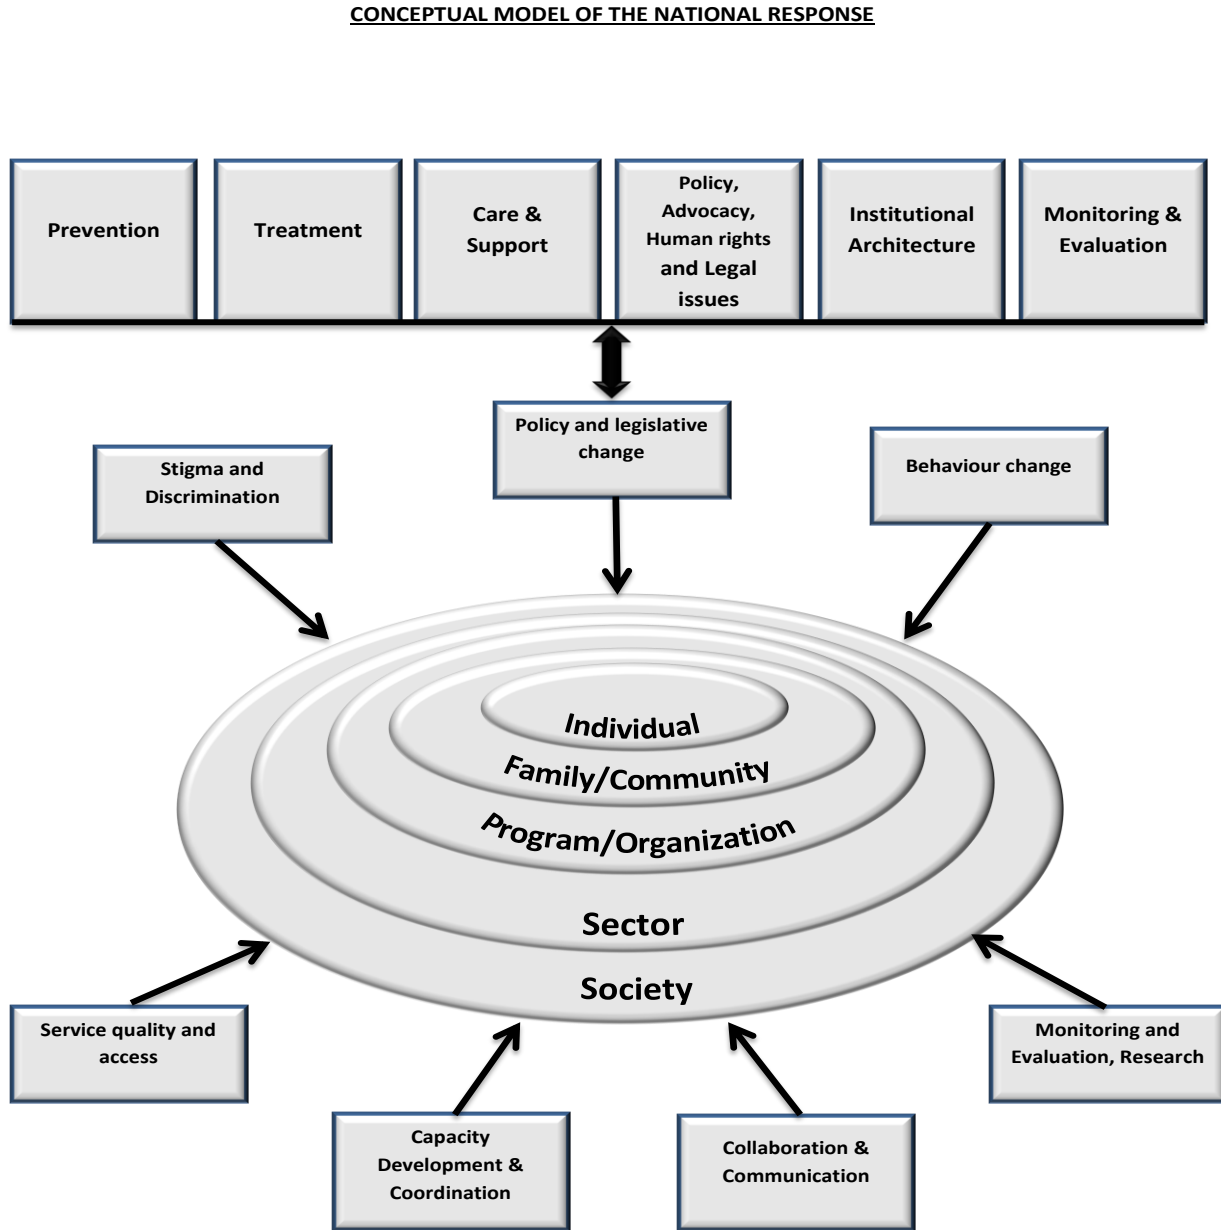 CONCEPTUAL MODEL OF THE NATIONAL RESPONSE
Prevention
Treatment
Care &
Support
Policy,
Advocacy,
Human rights
and Legal
issues
Institutional
Architecture
Monitoring &
Evaluation
Policy and legislative
change
Stigma and
Discrimination
Behaviour change
Individual
Family/Community
Program/Organization
Sector
Society
Service quality and
access
Monitoring and
Evaluation, Research
Capacity
Development &
Coordination
Collaboration &
Communication